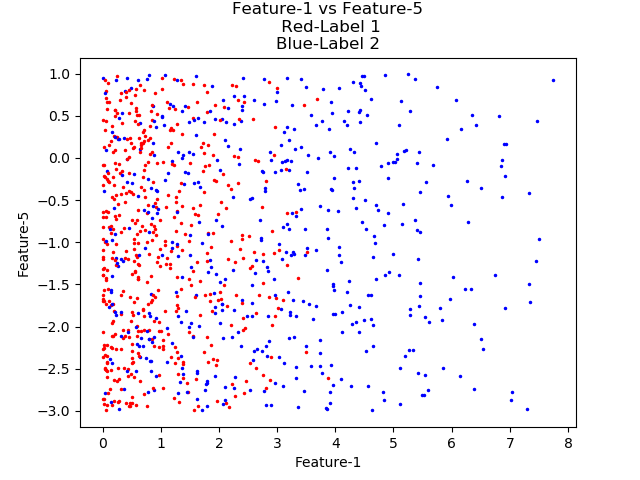 Feature-1 vs Feature-5
Red-Label 1
Blue-Label 2
1.0
0.5
0.0
−0.5
−1.0
−1.5
−2.0
−2.5
−3.0
Feature-5
0 1 2 3 4 5 6 7 8
Feature-1